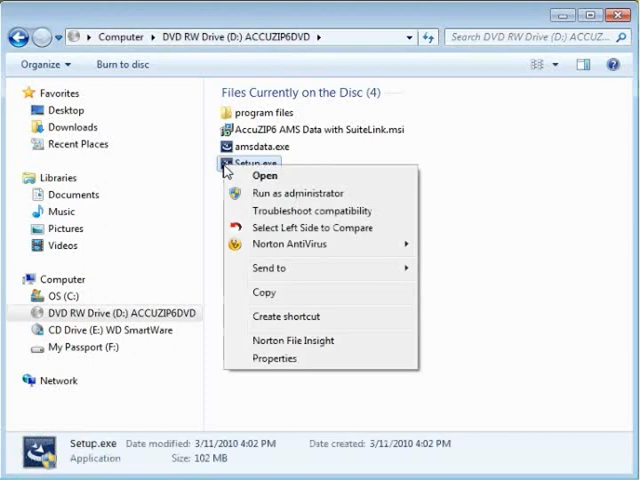 Computer
DVD RW Drive (D:) ACCUZIP6DVD
Search DVD RW Drive (D:) ACCUZ...
Organize
Burn to disc
Favorites
Desktop
Downloads
Recent Places
Libraries
Documents
Music
Pictures
Videos
Computer
OS (C:)
DVD RW Drive (D:) ACCUZIP6DVD
CD Drive (E:) WD SmartWare
My Passport (F:)
Network
Files Currently on the Disc (4)
program files
AccuZIP6 AMS Data with SuiteLink.msi
amsdata.exe
Setup.exe
Open
Run as administrator
Troubleshoot compatibility
Select Left Side to Compare
Norton AntiVirus
Send to
Copy
Create shortcut
Norton File Insight
Properties
Setup.exe Date modified: 3/11/2010 4:02 PM Date created: 3/11/2010 4:02 PM
Application Size: 102 MB